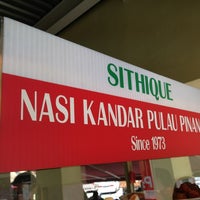 SITHIQUE
NASI KANDAR PULAU PINAN
Since 1973